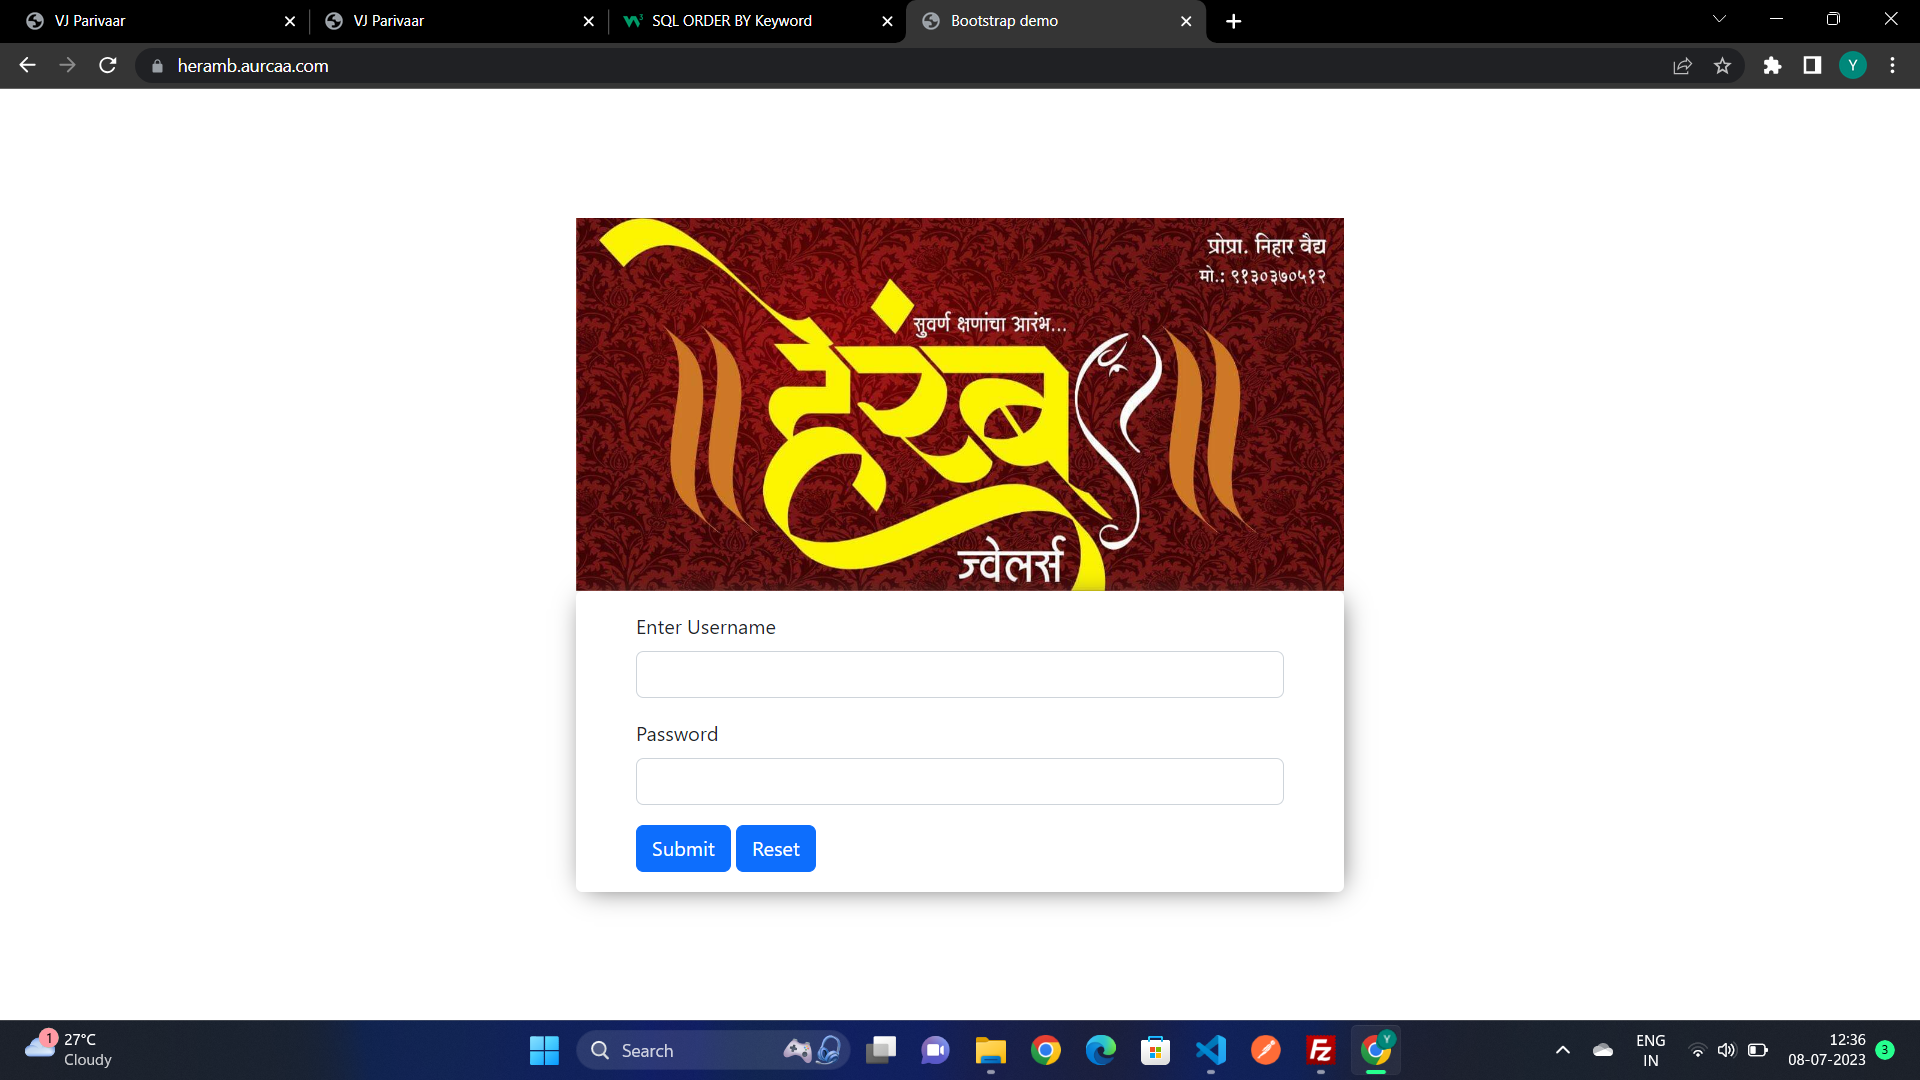 VJ Parivaar
VJ Parivaar
SQL ORDER BY Keyword
Bootstrap demo
heramb.aurcaa.com
Y
प्रोप्रा. निहार वैद्य
मो.: ९१३०३७०५१२
सुवर्ण क्षणांचा आरंभ...
हेरंब
ज्वेलर्स
Enter Username
Password
Submit Reset
1
27°C
Cloudy
Search
Y
ENG
IN
12:36
08-07-2023
3